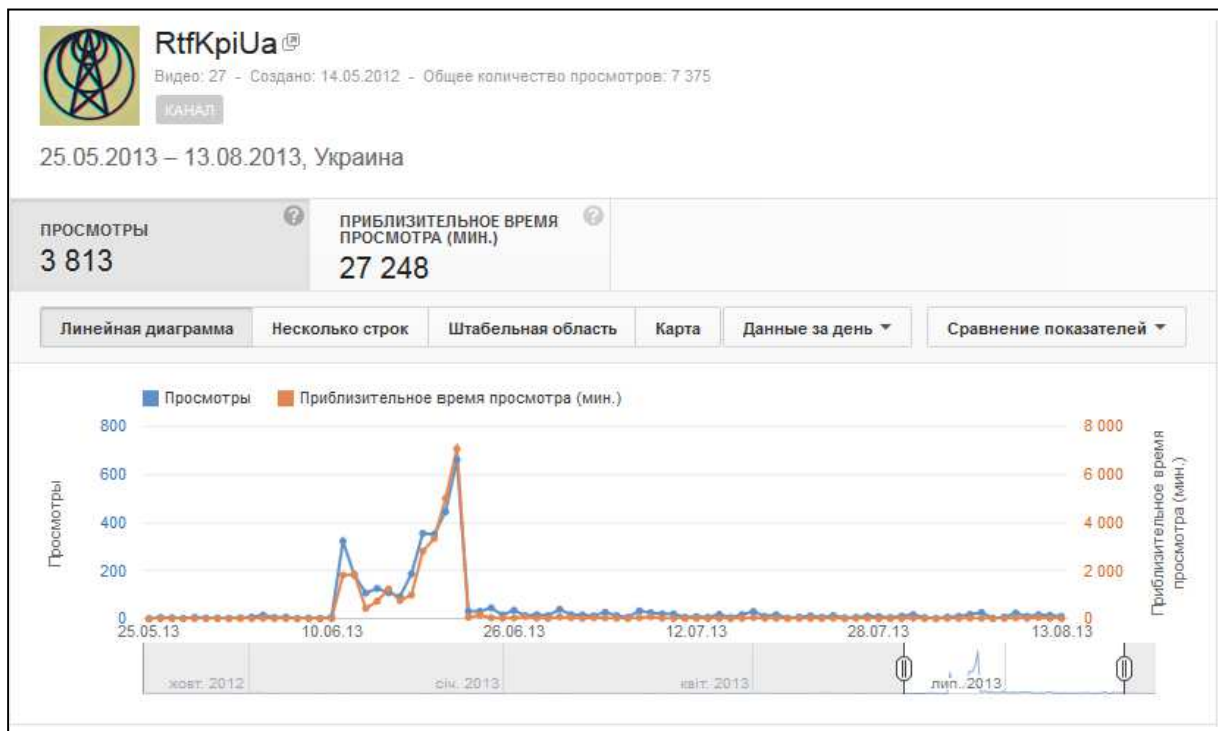 RtfKpiUa
Видео: 27 - Создано: 14.05.2012 - Общее количество просмотров: 7 375
КАНАЛ
25.05.2013 – 13.08.2013, Украина
ПРОСМОТРЫ
3 813
ПРИБЛИЗИТЕЛЬНОЕ ВРЕМЯ
ПРОСМОТРА (МИН.)
27 248
Линейная диаграмма
Несколько строк
Штабельная область
Карта
Данные за день
Сравнение показателей
Просмотры
Приблизительное время просмотра (мин.)
800
600
400
200
0
Просмотры
8 000
6 000
4 000
2 000
0
Приблизительное время
просмотра (мин.)
25.05.13
10.06.13
26.06.13
12.07.13
28.07.13
13.08.13
жовт. 2012
січ. 2013
квіт. 2013
лип. 2013